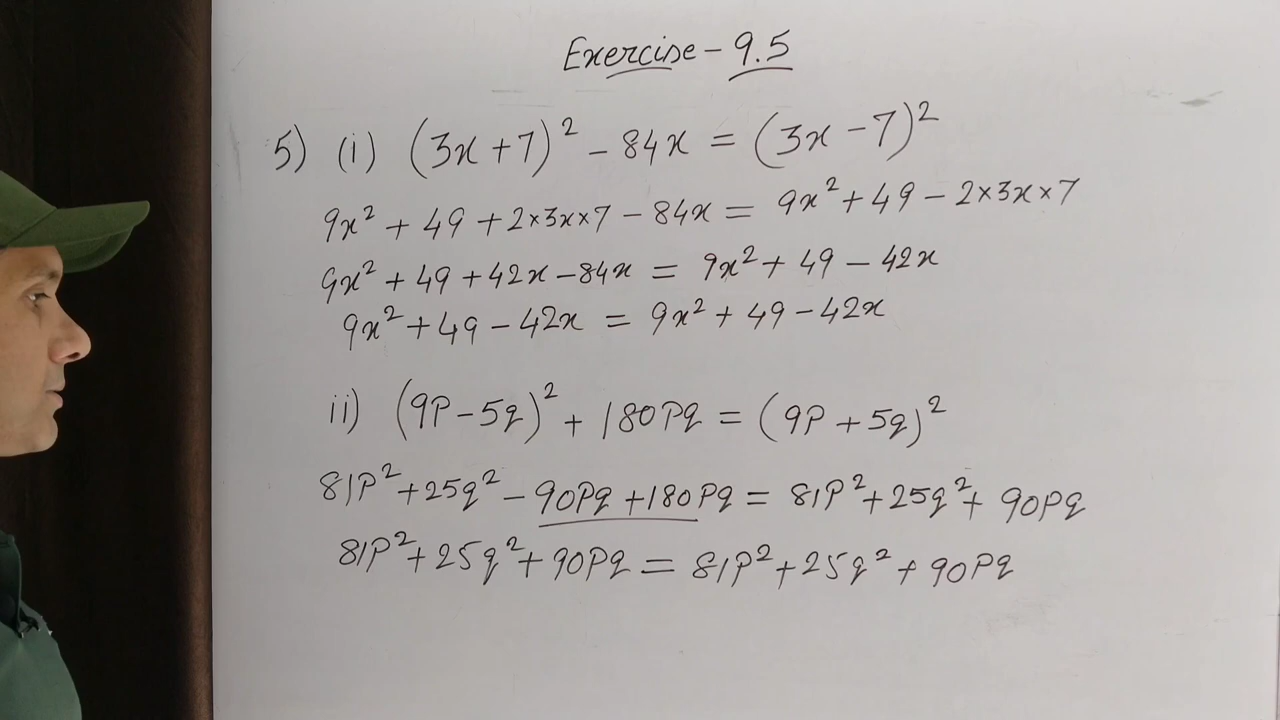 Exercise - 9.5
5) (i) (3x+7)² - 84x = (3x-7)²
9x² + 49 + 2×3x×7 - 84x = 9x² + 49 - 2×3x×7
9x² + 49 + 42x - 84x = 9x² + 49 - 42x
9x² + 49 - 42x = 9x² + 49 - 42x
ii) (9P-5q)² + 180Pq = (9P+5q)²
81P² + 25q² - 90Pq + 180Pq = 81P² + 25q² + 90Pq
81P² + 25q² + 90Pq = 81P² + 25q² + 90Pq